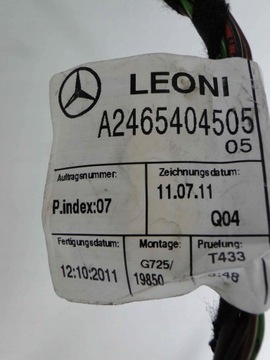 LEONI
A2465404505
05
Auftragsnummer: Zeichnungsdatum:
P.index:07 11.07.11
Q04
Fertigungsdatum: Montage: Pruefung:
12:10:2011 G725/ T433
19850 :48